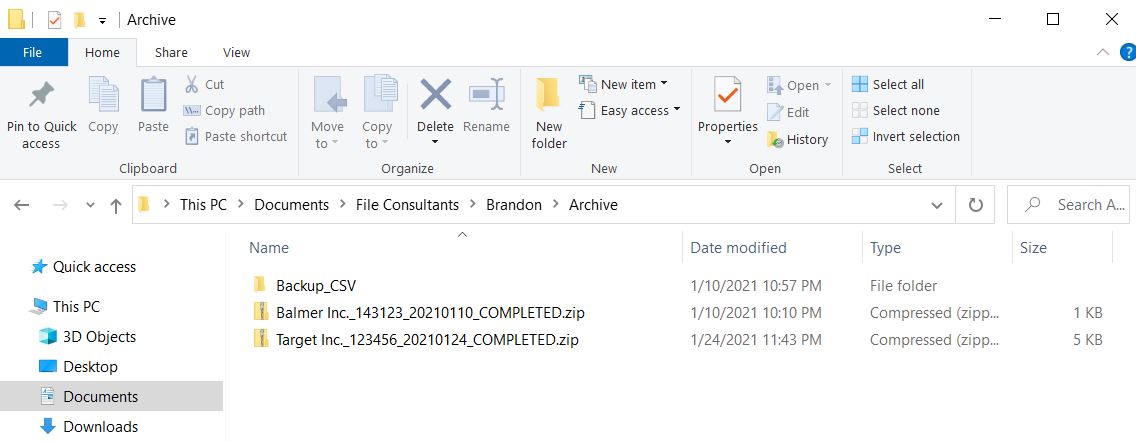 Archive
File Home Share View
Pin to Quick access
Copy
Paste
Cut
Copy path
Paste shortcut
Clipboard
Move to
Copy to
Delete
Rename
Organize
New folder
New item
Easy access
New
Properties
Open
Edit
History
Open
Select all
Select none
Invert selection
Select
This PC > Documents > File Consultants > Brandon > Archive
Search A...
Quick access
This PC
3D Objects
Desktop
Documents
Downloads
Name Date modified Type Size
Backup_CSV 1/10/2021 10:57 PM File folder
Balmer Inc._143123_20210110_COMPLETED.zip 1/10/2021 10:10 PM Compressed (zipp... 1 KB
Target Inc._123456_20210124_COMPLETED.zip 1/24/2021 11:43 PM Compressed (zipp... 5 KB